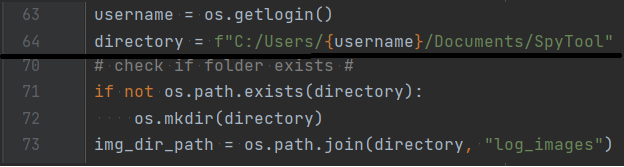 63 username = os.getlogin()
64 directory = f"C:/Users/{username}/Documents/SpyTool"
70 # check if folder exists #
71 if not os.path.exists(directory):
72     os.mkdir(directory)
73 img_dir_path = os.path.join(directory, "log_images")